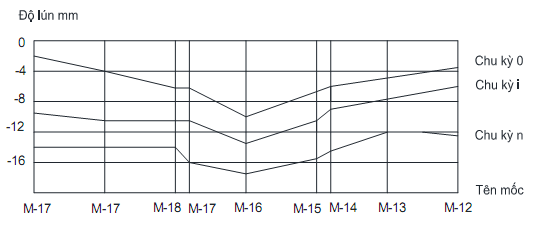 Độ lún mm
0
-4
-8
-12
-16
Chu kỳ 0
Chu kỳ i
Chu kỳ n
Tên mốc
M-17 M-17 M-18 M-17 M-16 M-15 M-14 M-13 M-12